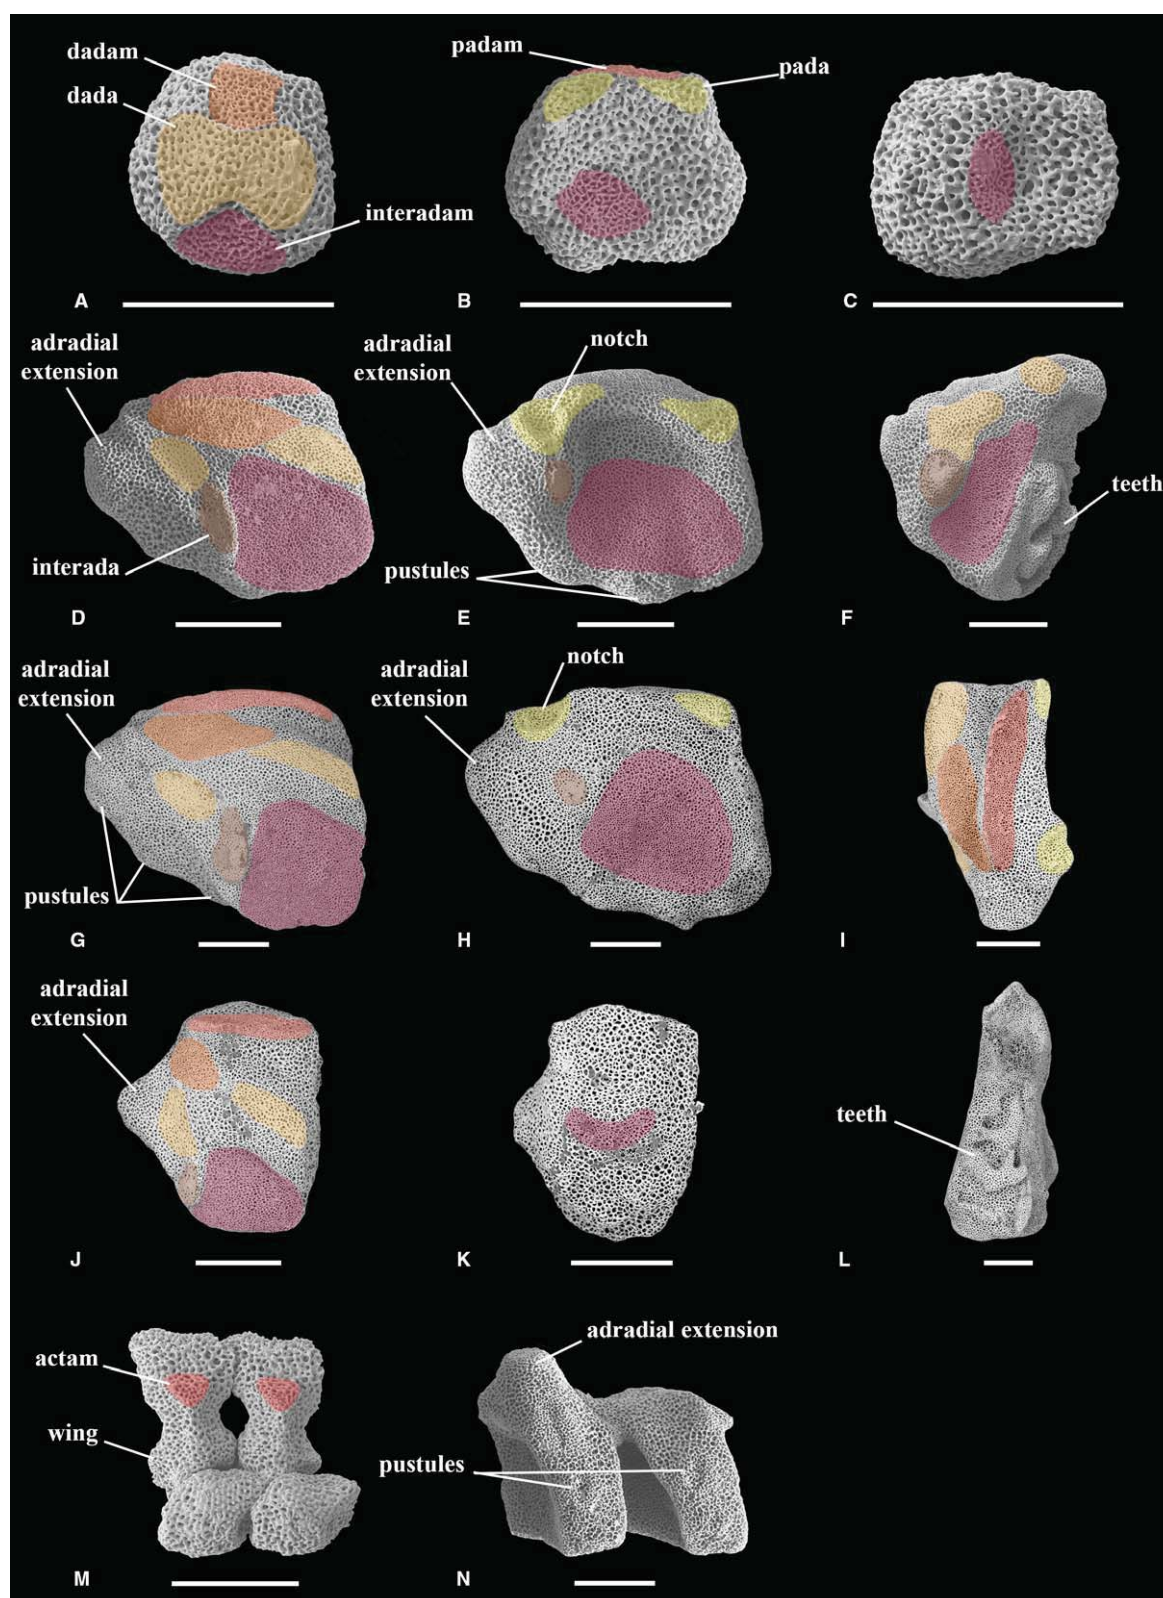 dadam
dada
interadam
A
padam
pada
B
C
adradial
extension
interada
D
adradial
extension
notch
pustules
E
teeth
F
adradial
extension
pustules
G
adradial
extension
notch
H
I
adradial
extension
J
K
teeth
L
actam
wing
M
adradial extension
pustules
N